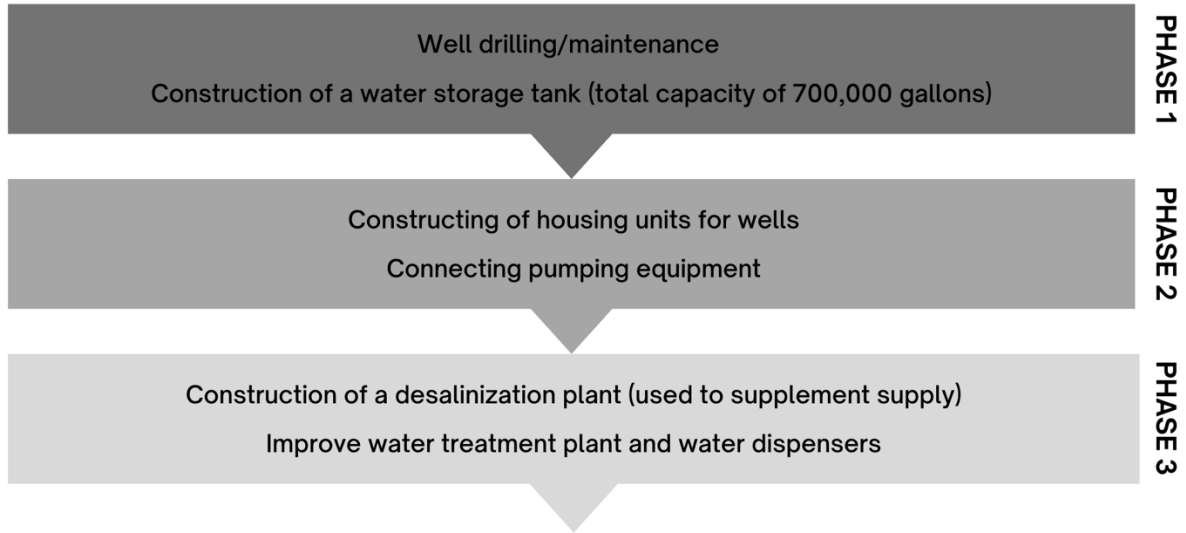 Well drilling/maintenance
Construction of a water storage tank (total capacity of 700,000 gallons)
PHASE 1
Constructing of housing units for wells
Connecting pumping equipment
PHASE 2
Construction of a desalinization plant (used to supplement supply)
Improve water treatment plant and water dispensers
PHASE 3